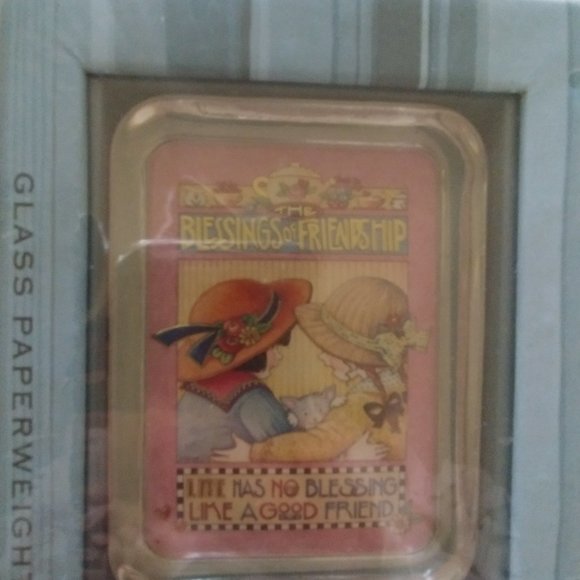 GLASS PAPERWEIGHT
THE
BLESSINGS of FRIENDSHIP
LIFE HAS NO BLESSING
LIKE A GOOD FRIEND